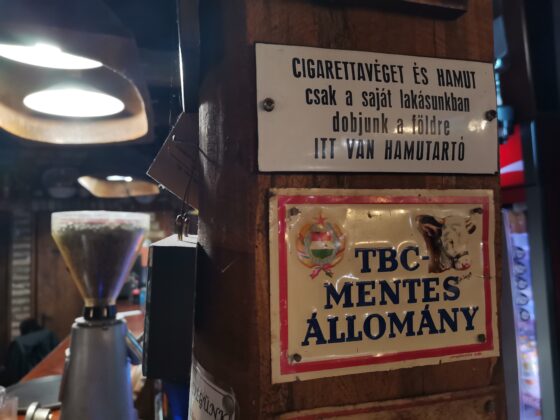 CIGARETTAVÉGET ÉS HAMUT
csak a saját lakásunkban
dobjunk a földre
ITT VAN HAMUTARTÓ
TBC-
MENTES
ÁLLOMÁNY